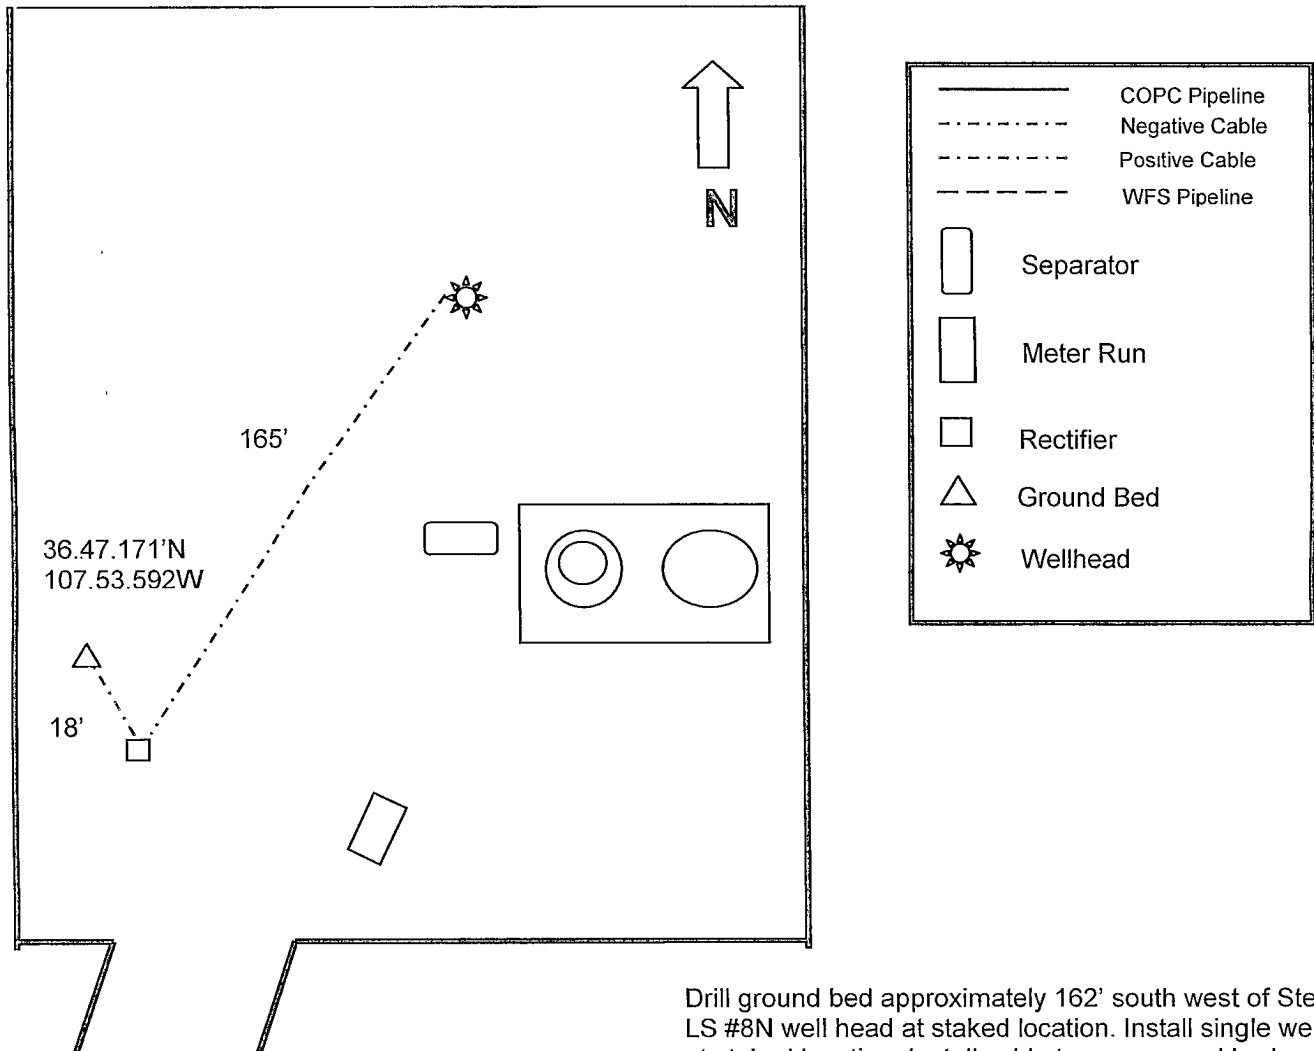 N
165'
36.47.171'N
107.53.592W
18'
COPC Pipeline
Negative Cable
Positive Cable
WFS Pipeline
Separator
Meter Run
Rectifier
Ground Bed
Wellhead
Drill ground bed approximately 162' south west of Ste
LS #8N well head at staked location. Install single we